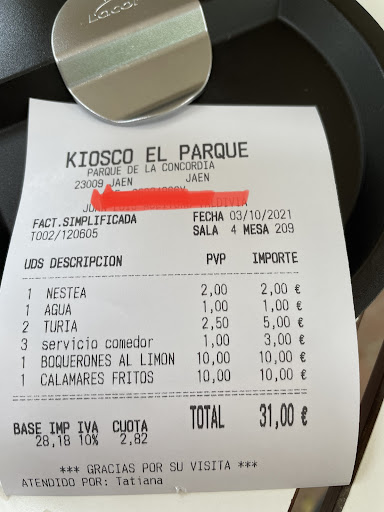 KIOSCO EL PARQUE
PARQUE DE LA CONCORDIA
23009 JAEN JAEN
FACT.SIMPLIFICADA FECHA 03/10/2021
T002/120605 SALA 4 MESA 209
UDS DESCRIPCION PVP IMPORTE
1 NESTEA 2,00 2,00 €
1 AGUA 1,00 1,00 €
2 TURIA 2,50 5,00 €
3 servicio comedor 1,00 3,00 €
1 BOQUERONES AL LIMON 10,00 10,00 €
1 CALAMARES FRITOS 10,00 10,00 €
BASE IMP IVA CUOTA TOTAL 31,00 €
28,18 10% 2,82
*** GRACIAS POR SU VISITA ***
ATENDIDO POR: Tatiana